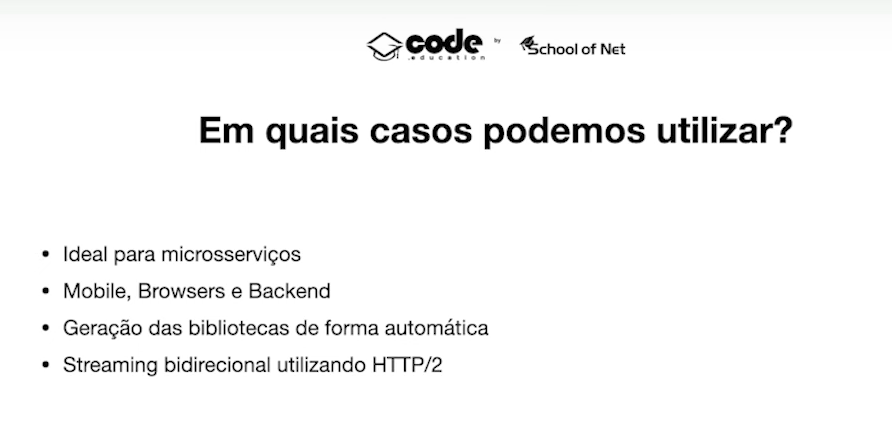 code
.education
by
School of Net
Em quais casos podemos utilizar?
• Ideal para microsserviços
• Mobile, Browsers e Backend
• Geração das bibliotecas de forma automática
• Streaming bidirecional utilizando HTTP/2